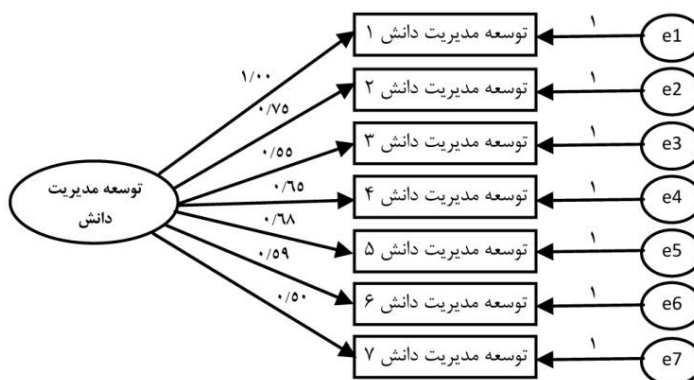 توسعه مدیریت دانش ۱
۱
e1
۱/۰۰
توسعه مدیریت دانش ۲
۱
e2
۰/۷۵
توسعه مدیریت دانش ۳
۱
e3
۰/۵۵
توسعه مدیریت
دانش
توسعه مدیریت دانش ۴
۱
e4
۰/۶۵
توسعه مدیریت دانش ۵
۱
e5
۰/۶۸
توسعه مدیریت دانش ۶
۱
e6
۰/۵۹
توسعه مدیریت دانش ۷
۱
e7
۰/۵۰